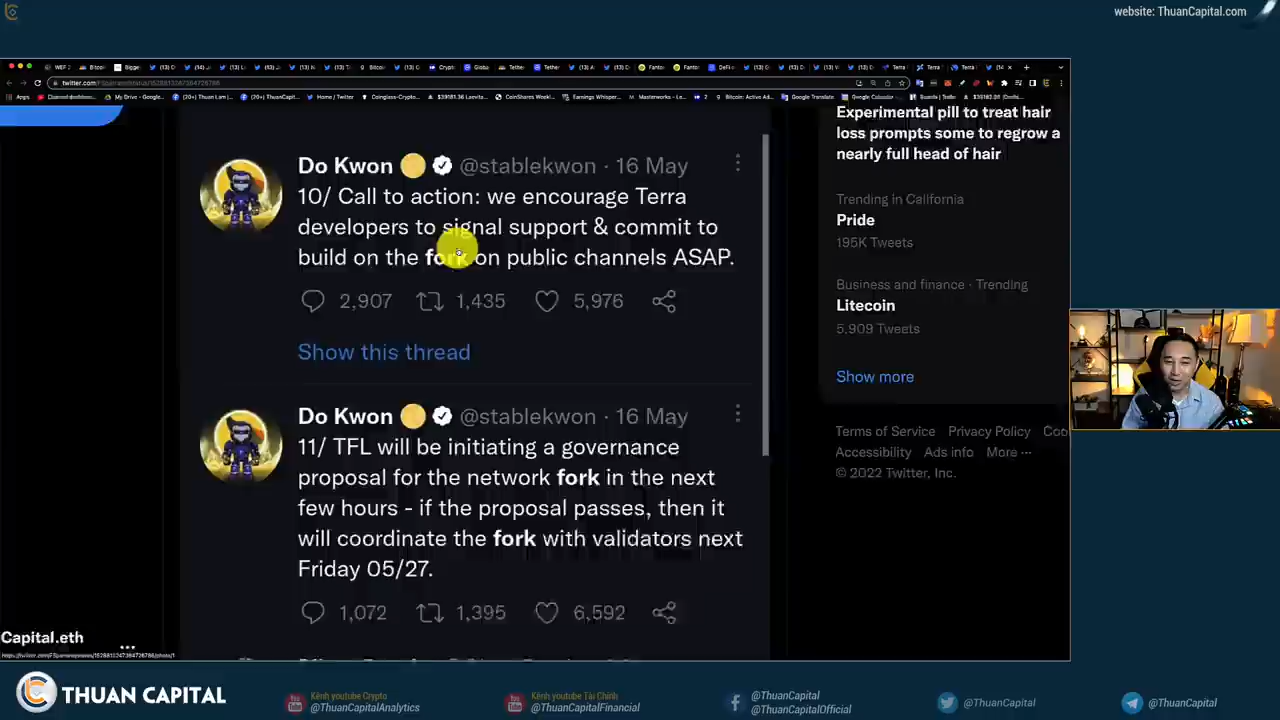 website: ThuanCapital.com
Experimental pill to treat hair
loss prompts some to regrow a
nearly full head of hair
Do Kwon @stablekwon · 16 May
10/ Call to action: we encourage Terra
developers to signal support & commit to
build on the fork on public channels ASAP.
2,907 1,435 5,976
Show this thread
Do Kwon @stablekwon · 16 May
11/ TFL will be initiating a governance
proposal for the network fork in the next
few hours - if the proposal passes, then it
will coordinate the fork with validators next
Friday 05/27.
1,072 1,395 6,592
Trending in California
Pride
195K Tweets
Business and finance · Trending
Litecoin
5,909 Tweets
Show more
Terms of Service Privacy Policy Coo
Accessibility Ads info More ···
© 2022 Twitter, Inc.
Capital.eth
THUAN CAPITAL
Kênh youtube Crypto
@ThuanCapitalAnalytics
Kênh youtube Tài Chính
@ThuanCapitalFinancial
@ThuanCapital
@ThuanCapitalOfficial
@ThuanCapital
@ThuanCapital